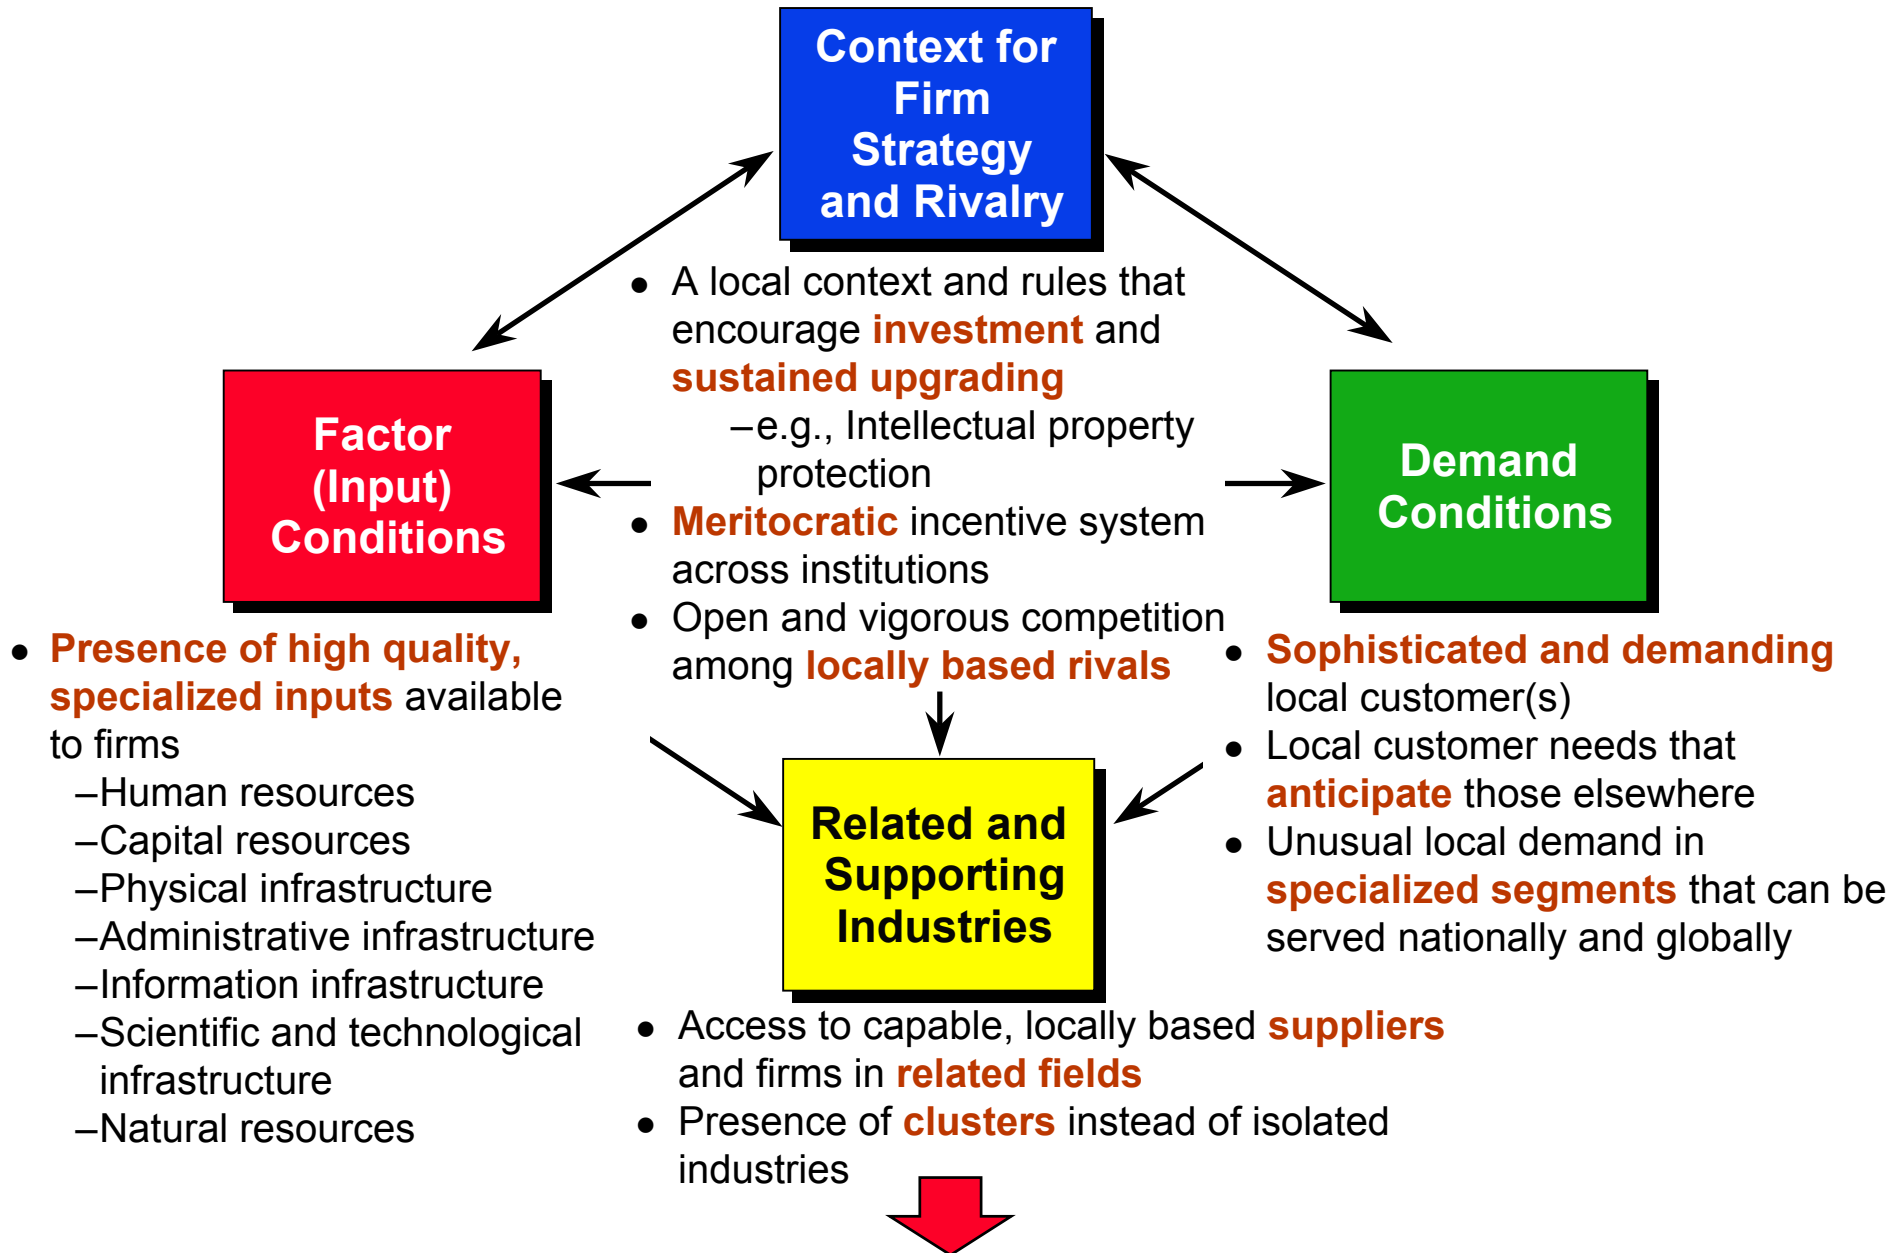 Context for
Firm
Strategy
and Rivalry
● A local context and rules that
encourage investment and
sustained upgrading
–e.g., Intellectual property
protection
● Meritocratic incentive system
across institutions
● Open and vigorous competition
among locally based rivals
Factor
(Input)
Conditions
● Presence of high quality,
specialized inputs available
to firms
–Human resources
–Capital resources
–Physical infrastructure
–Administrative infrastructure
–Information infrastructure
–Scientific and technological
infrastructure
–Natural resources
Demand
Conditions
● Sophisticated and demanding
local customer(s)
● Local customer needs that
anticipate those elsewhere
● Unusual local demand in
specialized segments that can be
served nationally and globally
Related and
Supporting
Industries
● Access to capable, locally based suppliers
and firms in related fields
● Presence of clusters instead of isolated
industries